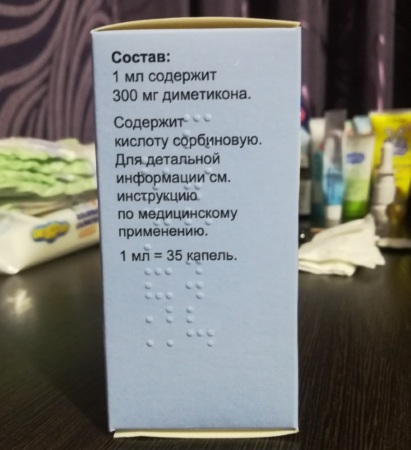 Состав:
1 мл содержит
300 мг диметикона.
Содержит
кислоту сорбиновую.
Для детальной
информации см.
инструкцию
по медицинскому
применению.
1 мл = 35 капель.